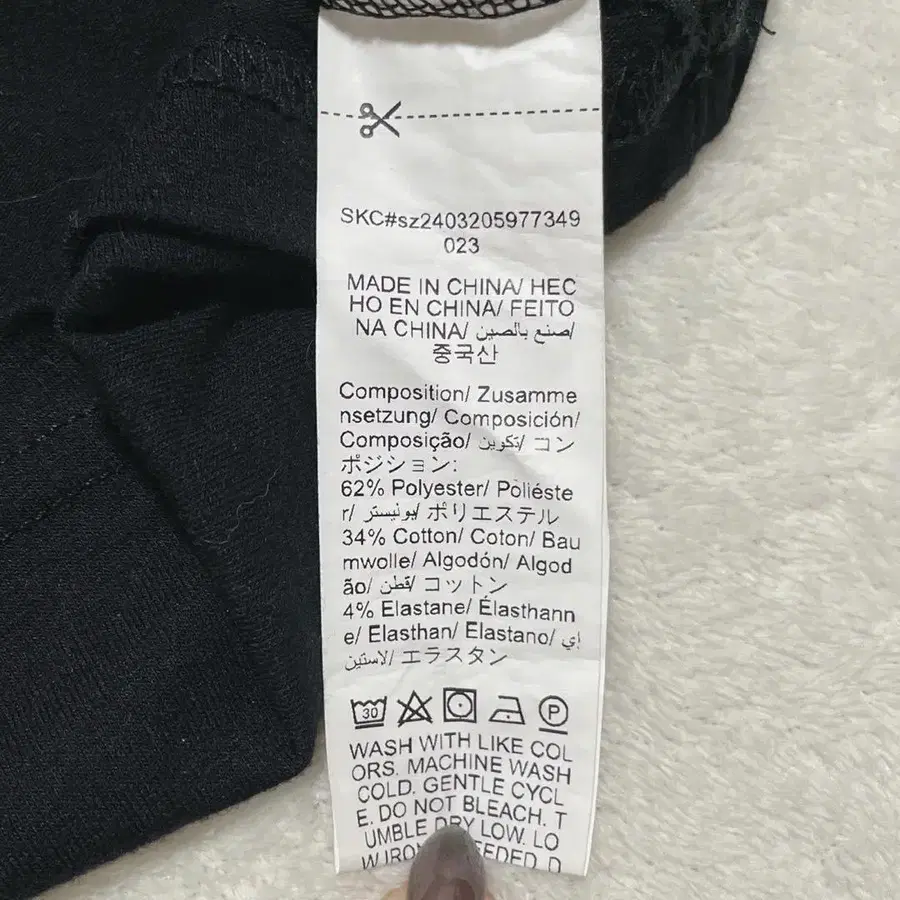 SKC#sz2403205977349
023
MADE IN CHINA/ HEC
HO EN CHINA/ FEITO
NA CHINA/ صنع بالصين/
중국산
Composition/ Zusamme
nsetzung/ Composición/
Composição/ تكوين/ コン
ポジション:
62% Polyester/ Poliéste
r/ بوليستر/ ポリエステル
34% Cotton/ Coton/ Bau
mwolle/ Algodón/ Algod
ão/ قطن/ コットン
4% Elastane/ Élasthann
e/ Elasthan/ Elastano/ إي
لاستين/ エラスタン
30 P
WASH WITH LIKE COL
ORS. MACHINE WASH
COLD. GENTLE CYCL
E. DO NOT BLEACH. T
UMBLE DRY LOW. LO
W IRON EEDED. D